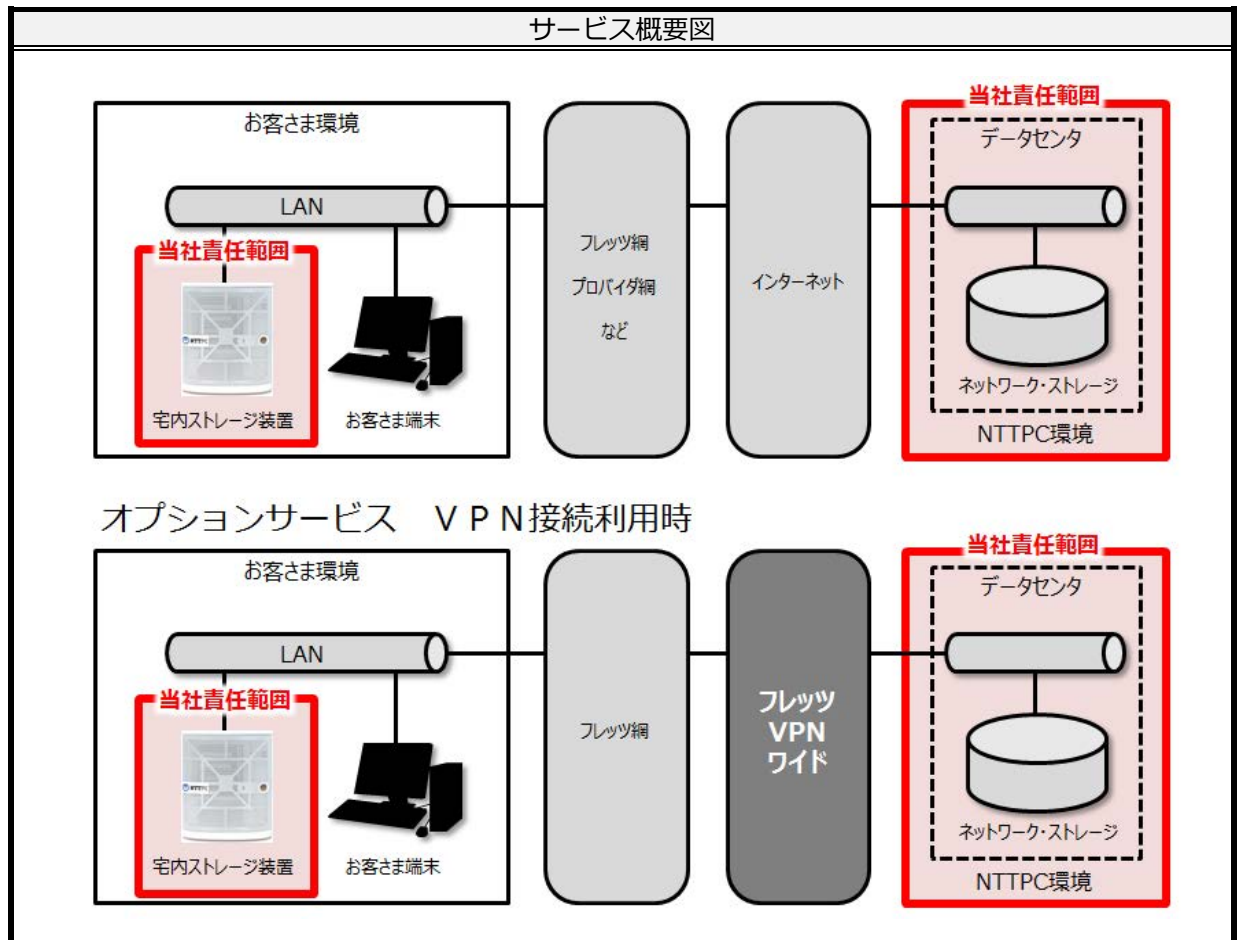 サービス概要図
当社責任範囲
お客さま環境
データセンタ
LAN
当社責任範囲
フレッツ網
プロバイダ網
など
インターネット
NTTPC
ネットワーク・ストレージ
宅内ストレージ装置
お客さま端末
NTTPC環境
オプションサービス ＶＰＮ接続利用時
当社責任範囲
お客さま環境
データセンタ
LAN
当社責任範囲
フレッツ網
フレッツ
VPN
ワイド
NTTPC
ネットワーク・ストレージ
宅内ストレージ装置
お客さま端末
NTTPC環境